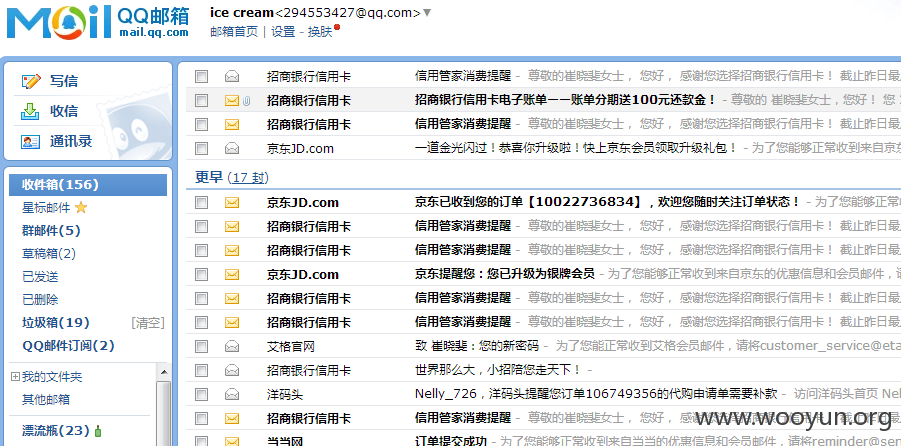 Mail QQ邮箱
mail.qq.com
ice cream<294553427@qq.com>
邮箱首页 | 设置 - 换肤
写信
收信
通讯录
收件箱(156)
星标邮件
群邮件(5)
草稿箱(2)
已发送
已删除
垃圾箱(19) [清空]
QQ邮件订阅(2)
我的文件夹
其他邮箱
漂流瓶(23)
招商银行信用卡 信用管家消费提醒 - 尊敬的崔晓斐女士， 您好， 感谢您选择招商银行信用卡！ 截止昨日最
招商银行信用卡 招商银行信用卡电子账单——账单分期送100元还款金！ - 尊敬的 崔晓斐女士，您好！ 您
招商银行信用卡 信用管家消费提醒 - 尊敬的崔晓斐女士， 您好， 感谢您选择招商银行信用卡！ 截止昨日最
京东JD.com 一道金光闪过！恭喜你升级啦！快上京东会员领取升级礼包！ - 为了您能够正常收到来自京东
更早 (17 封)
京东JD.com 京东已收到您的订单【10022736834】，欢迎您随时关注订单状态！ - 为了您能够正常
招商银行信用卡 信用管家消费提醒 - 尊敬的崔晓斐女士， 您好， 感谢您选择招商银行信用卡！ 截止昨日最
招商银行信用卡 信用管家消费提醒 - 尊敬的崔晓斐女士， 您好， 感谢您选择招商银行信用卡！ 截止昨日最
京东JD.com 京东提醒您：您已升级为银牌会员 - 为了您能够正常收到来自京东的优惠信息和会员邮件，请
招商银行信用卡 信用管家消费提醒 - 尊敬的崔晓斐女士， 您好， 感谢您选择招商银行信用卡！ 截止昨日最
招商银行信用卡 信用管家消费提醒 - 尊敬的崔晓斐女士， 您好， 感谢您选择招商银行信用卡！ 截止昨日最
艾格官网 致 崔晓斐：您的新密码 - 为了您能正常收到艾格会员邮件，请将customer_service@eta
招商银行信用卡 世界那么大，小招陪您走天下！ -
洋码头 Nelly_726，洋码头提醒您订单106749356的代购申请单需要补款 - 访问洋码头首页 Nel
招商银行信用卡 信用管家消费提醒 - 尊敬的崔晓斐女士， 您好， 感谢您选择招商银行信用卡！ 截止昨日最
当当网 订单提交成功 - 为了您能够正常收到来自当当的优惠信息和会员邮件，请将reminder@ser
www.wooyun.org